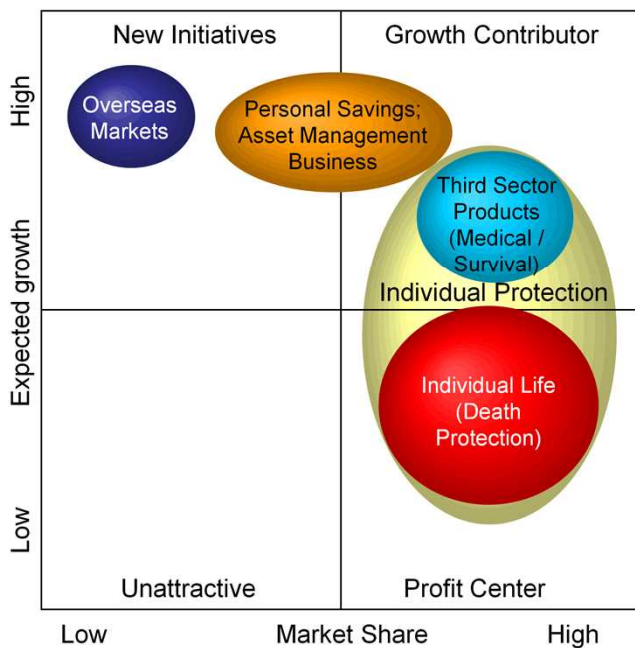 New Initiatives
Growth Contributor
High
Overseas
Markets
Personal Savings;
Asset Management
Business
Third Sector
Products
(Medical /
Survival)
Individual Protection
Expected growth
Individual Life
(Death
Protection)
Low
Unattractive
Profit Center
Low
Market Share
High